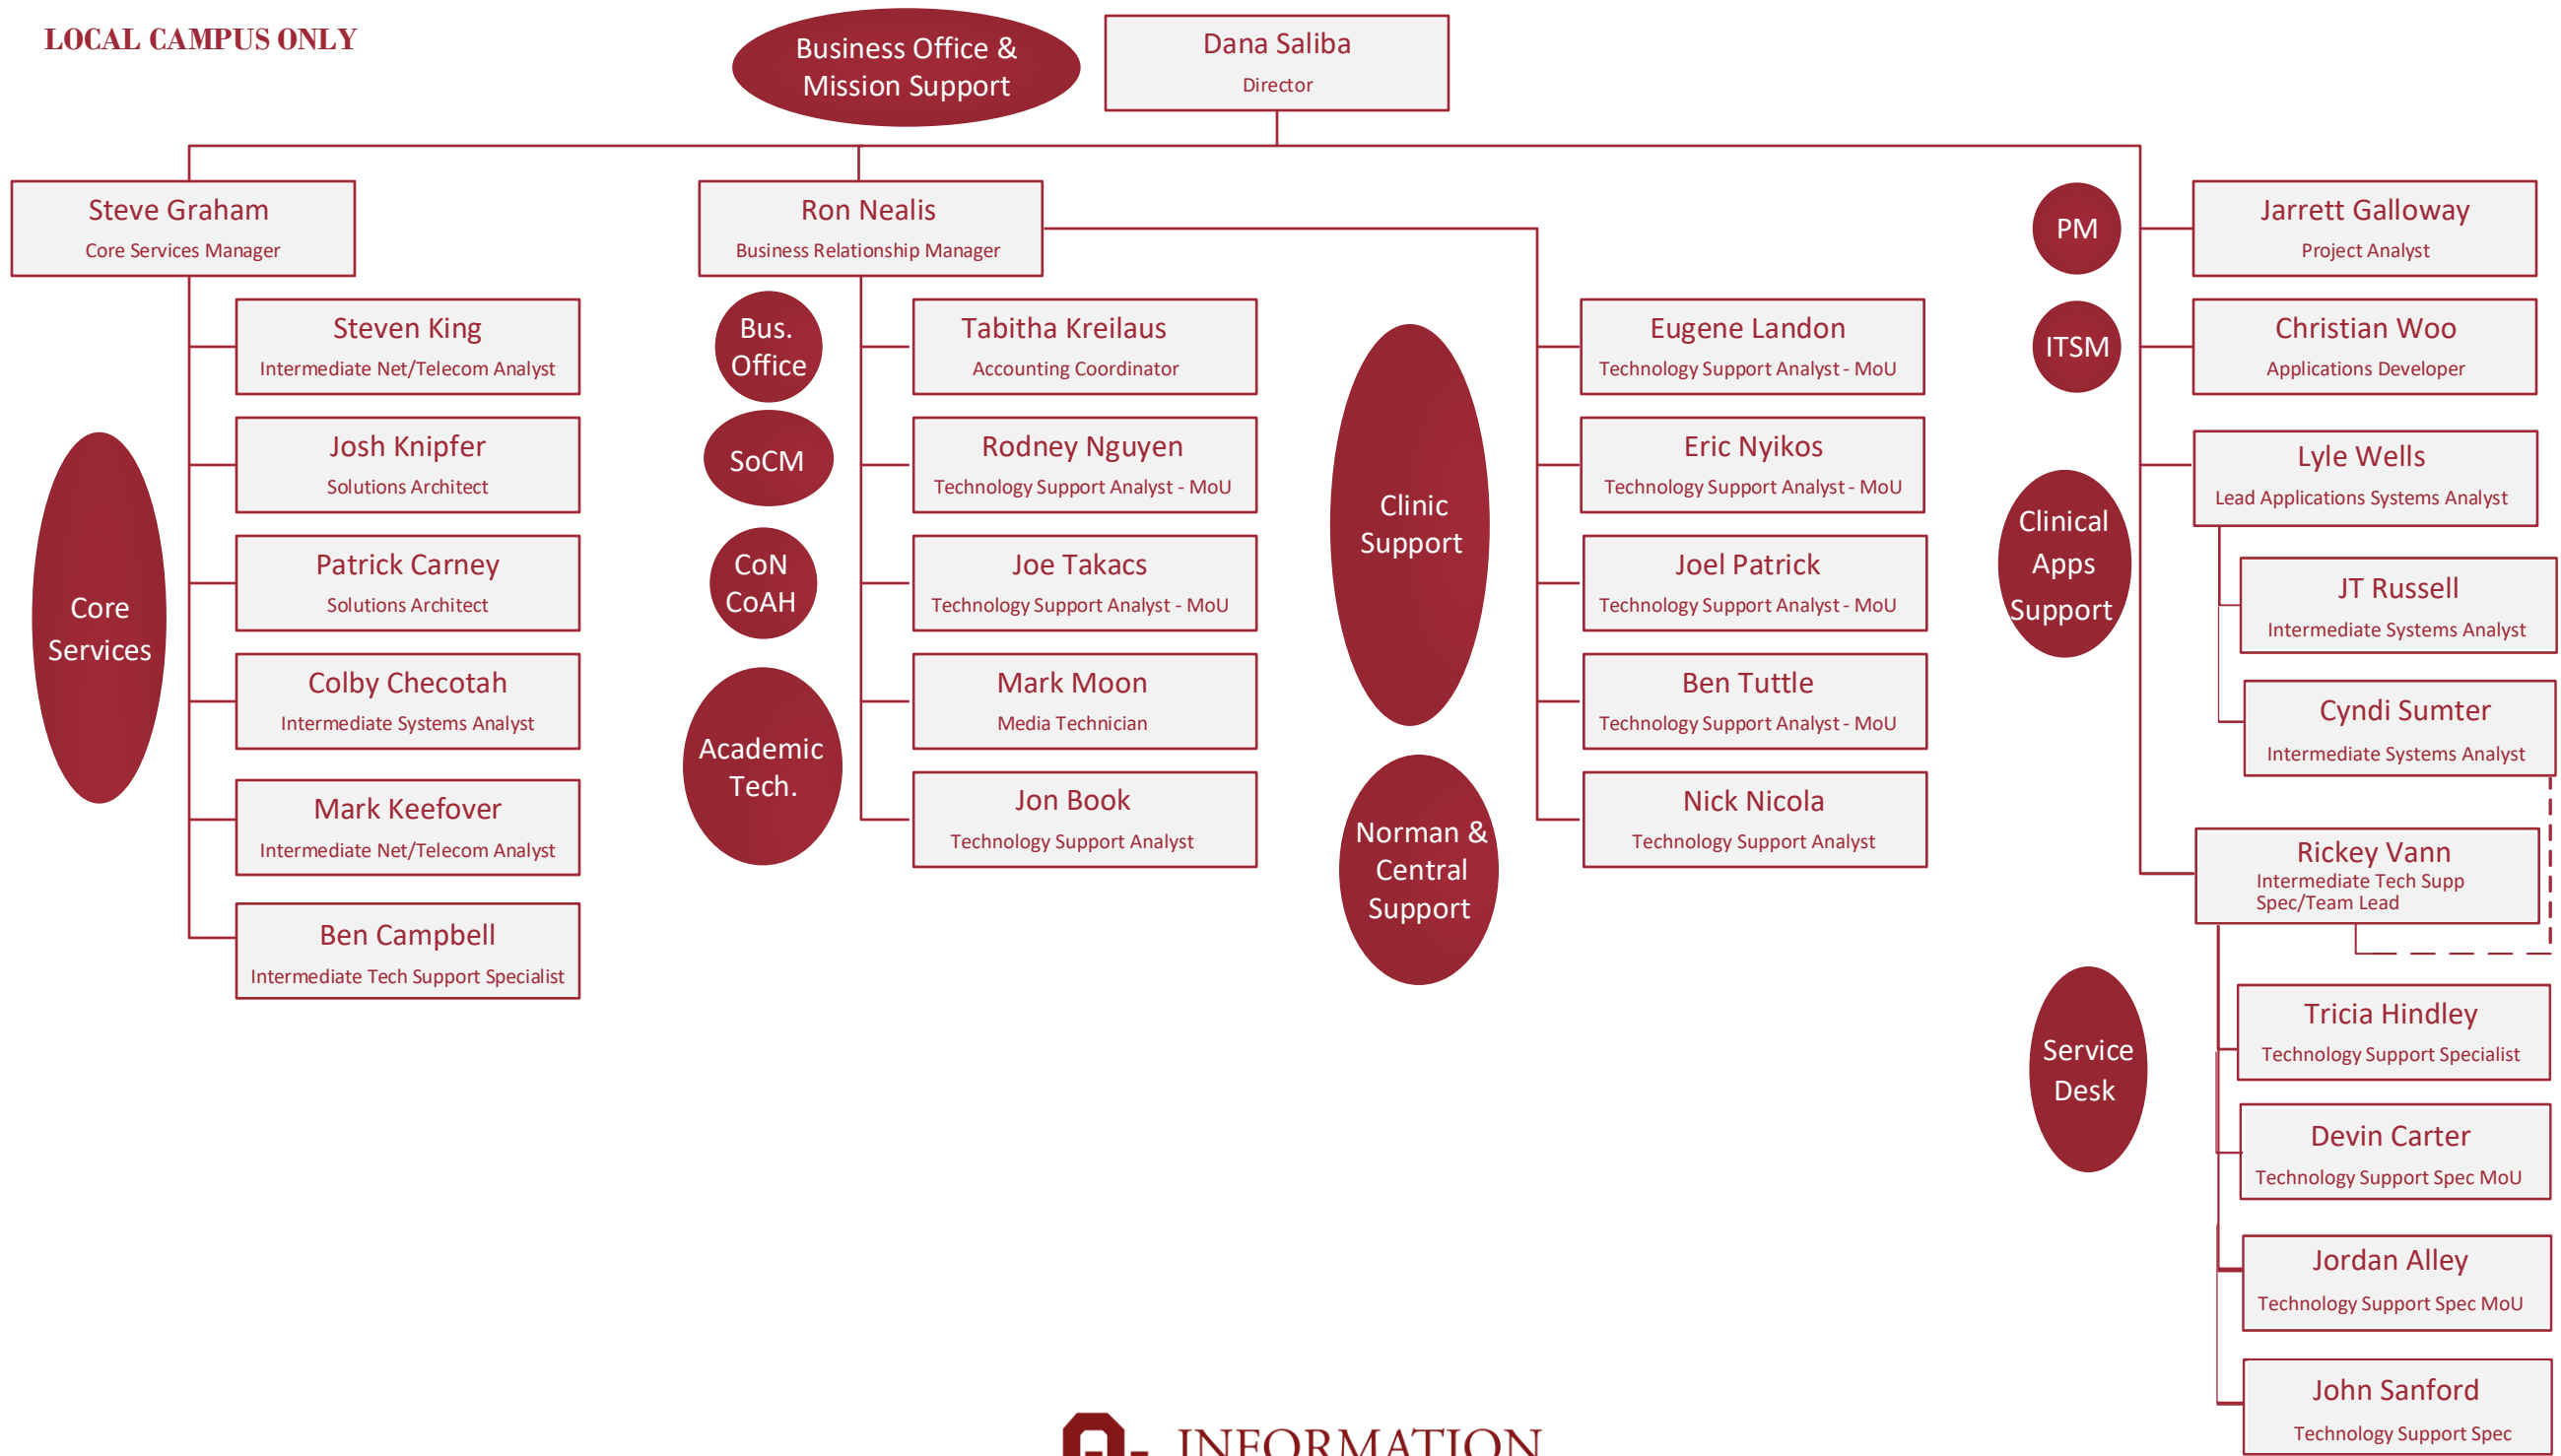 LOCAL CAMPUS ONLY
Business Office &
Mission Support
Dana Saliba
Director
Steve Graham
Core Services Manager
Core
Services
Steven King
Intermediate Net/Telecom Analyst
Josh Knipfer
Solutions Architect
Patrick Carney
Solutions Architect
Colby Checotah
Intermediate Systems Analyst
Mark Keefover
Intermediate Net/Telecom Analyst
Ben Campbell
Intermediate Tech Support Specialist
Ron Nealis
Business Relationship Manager
Bus.
Office
Tabitha Kreilaus
Accounting Coordinator
SoCM
Rodney Nguyen
Technology Support Analyst - MoU
CoN
CoAH
Joe Takacs
Technology Support Analyst - MoU
Academic
Tech.
Mark Moon
Media Technician
Jon Book
Technology Support Analyst
Clinic
Support
Eugene Landon
Technology Support Analyst - MoU
Eric Nyikos
Technology Support Analyst - MoU
Joel Patrick
Technology Support Analyst - MoU
Ben Tuttle
Technology Support Analyst - MoU
Norman &
Central
Support
Nick Nicola
Technology Support Analyst
PM
Jarrett Galloway
Project Analyst
ITSM
Christian Woo
Applications Developer
Clinical
Apps
Support
Lyle Wells
Lead Applications Systems Analyst
JT Russell
Intermediate Systems Analyst
Cyndi Sumter
Intermediate Systems Analyst
Rickey Vann
Intermediate Tech Supp
Spec/Team Lead
Service
Desk
Tricia Hindley
Technology Support Specialist
Devin Carter
Technology Support Spec MoU
Jordan Alley
Technology Support Spec MoU
John Sanford
Technology Support Spec
INFORMATION